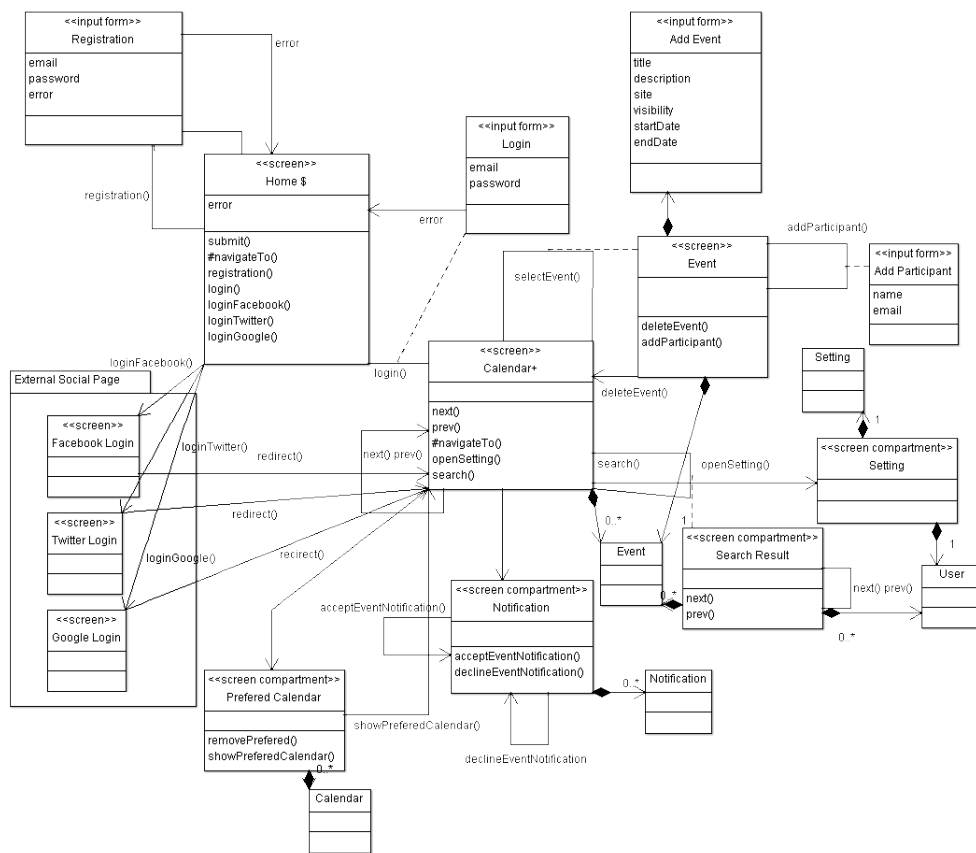 <<input form>>
Registration
email
password
error
error
registration()
<<screen>>
Home $
error
submit()
#navigateTo()
registration()
login()
loginFacebook()
loginTwitter()
loginGoogle()
<<input form>>
Login
email
password
error
login()
<<input form>>
Add Event
title
description
site
visibility
startDate
endDate
<<screen>>
Event
deleteEvent()
addParticipant()
addParticipant()
<<input form>>
Add Participant
name
email
selectEvent()
<<screen>>
Calendar+
next()
prev()
#navigateTo()
openSetting()
search()
deleteEvent()
next() prev()
search()
openSetting()
Setting
1
<<screen compartment>>
Setting
1
User
loginFacebook()
External Social Page
<<screen>>
Facebook Login
loginTwitter()
redirect()
<<screen>>
Twitter Login
redirect()
loginGoogle()
recirect()
<<screen>>
Google Login
0..*
Event
1
0..*
<<screen compartment>>
Search Result
next()
prev()
next() prev()
0..*
<<screen compartment>>
Notification
acceptEventNotification()
declineEventNotification()
acceptEventNotification()
declineEventNotification
0..*
Notification
<<screen compartment>>
Prefered Calendar
removePrefered()
showPreferedCalendar()
showPreferedCalendar()
0..*
Calendar